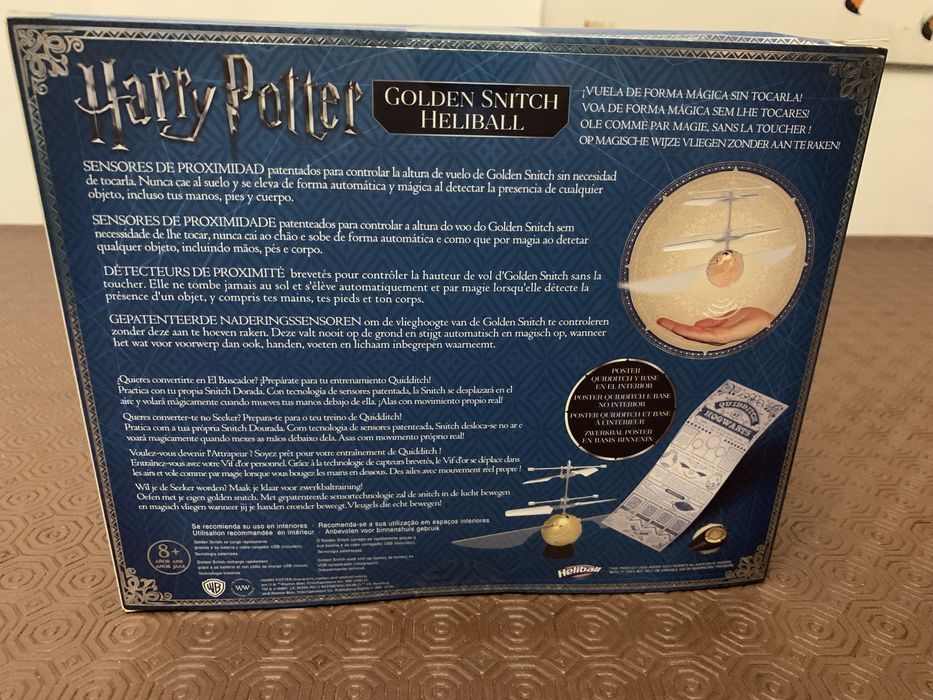 Harry Potter
GOLDEN SNITCH
HELIBALL
¡VUELA DE FORMA MÁGICA SIN TOCARLA!
VOA DE FORMA MÁGICA SEM LHE TOCARES!
OLE COMME PAR MAGIE, SANS LA TOUCHER !
OP MAGISCHE WIJZE VLIEGEN ZONDER AAN TE RAKEN!
SENSORES DE PROXIMIDAD patentados para controlar la altura de vuelo de Golden Snitch sin necesidad
de tocarla. Nunca cae al suelo y se eleva de forma automática y mágica al detectar la presencia de cualquier
objeto, incluso tus manos, pies y cuerpo.
SENSORES DE PROXIMIDADE patenteados para controlar a altura do voo do Golden Snitch sem
necessidade de lhe tocar, nunca cai ao chão e sobe de forma automática e como que por magia ao detetar
qualquer objeto, incluindo mãos, pés e corpo.
DÉTECTEURS DE PROXIMITÉ brevetés pour contrôler la hauteur de vol d'Golden Snitch sans la
toucher. Elle ne tombe jamais au sol et s'élève automatiquement et par magie lorsqu'elle détecte la
présence d'un objet, y compris tes mains, tes pieds et ton corps.
GEPATENTEERDE NADERINGSSENSOREN om de vlieghoogte van de Golden Snitch te controleren
zonder deze aan te hoeven raken. Deze valt nooit op de grond en stijgt automatisch en magisch op, wanneer
het wat voor voorwerp dan ook, handen, voeten en lichaam inbegrepen waarneemt.
¿Quieres convertirte en El Buscador? ¡Prepárate para tu entrenamiento Quidditch!
Practica con tu propia Snitch Dorada. Con tecnología de sensores patentada, la Snitch se desplazará en el
aire y volará mágicamente cuando mueves tus manos debajo de ella. ¡Alas con movimiento propio real!
Queres converter-te no Seeker? Prepara-te para o teu treino de Quidditch!
Pratica com a tua própria Snitch Dourada. Com tecnologia de sensores patenteada, Snitch desloca-se no ar e
voará magicamente quando mexes as mãos debaixo dela. Asas com movimento próprio real!
Voulez-vous devenir l'Attrapeur ? Soyez prêt pour votre entraînement de Quidditch !
Entraînez-vous avec votre Vif d'or personnel. Grâce à la technologie de capteurs brevetés, le Vif d'or se déplace dans
les airs et vole comme par magie lorsque vous bougez les mains en dessous. Des ailes avec mouvement réel propre !
Wil je de Seeker worden? Maak je klaar voor zwerkbaltraining!
Oefen met je eigen golden snitch. Met gepatenteerde sensortechnologie zal de snitch in de lucht bewegen
en magisch vliegen wanneer jij je handen eronder beweegt. Vleugels die echt bewegen!
POSTER
QUIDDITCH Y BASE
EN EL INTERIOR
POSTER QUIDDITCH E BASE
NO INTERIOR
POSTER QUIDDITCH ET BASE
À L'INTÉRIEUR
ZWERKBAL POSTER
EN BASIS BINNENIN
QUIDDITCH
AT
HOGWARTS
Se recomienda su uso en interiores
Utilisation recommandée en intérieur
Recomenda-se a sua utilização em espaços interiores
Anbevolen voor binnenshuis gebruik
8+
WB
WW
Heliball